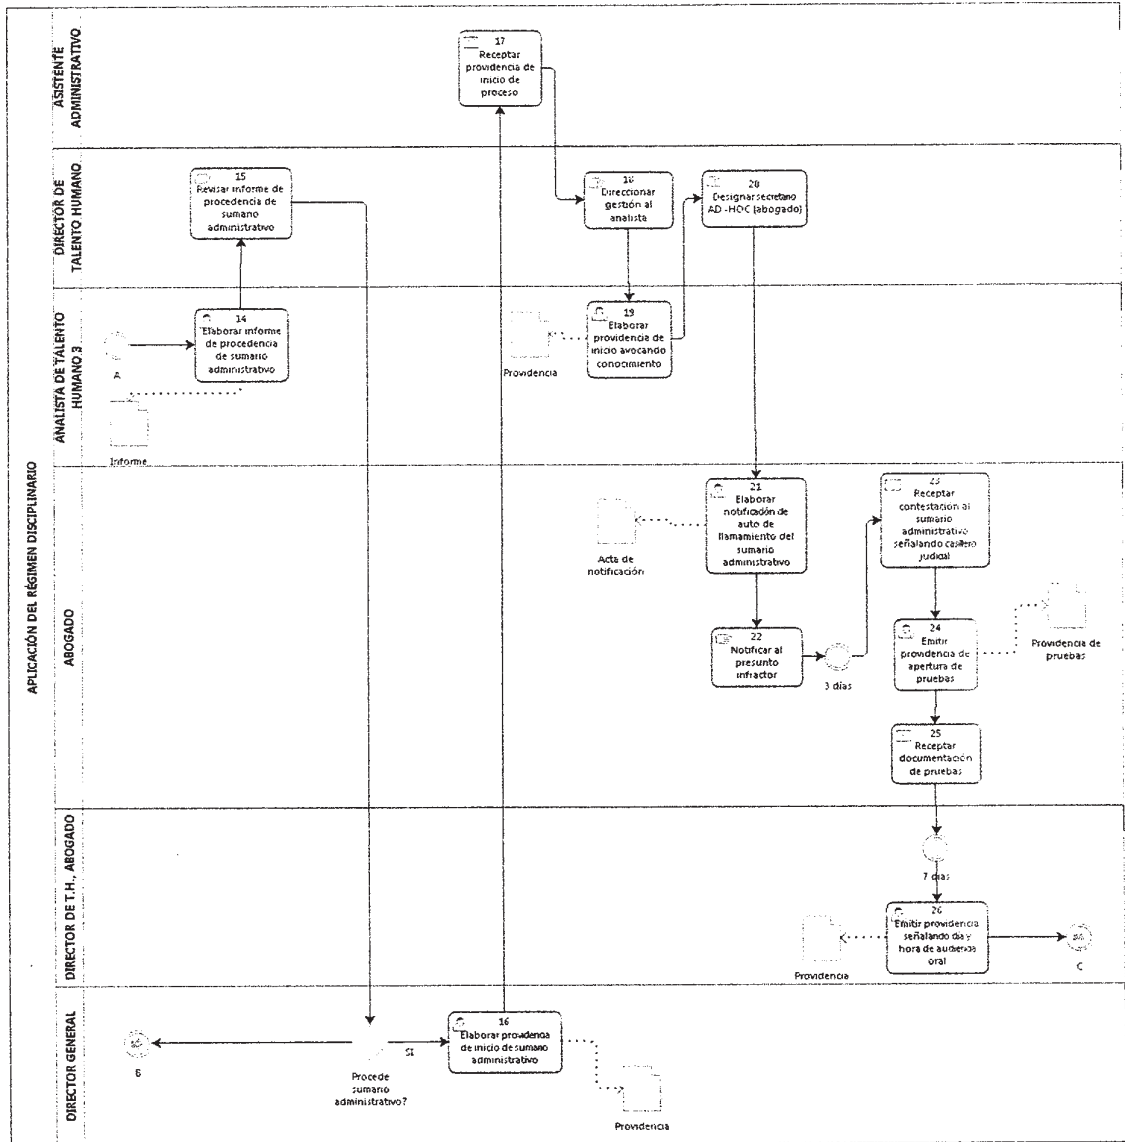 APLICACIÓN DEL RÉGIMEN DISCIPLINARIO
ASISTENTE
ADMINISTRATIVO
17
Receptar
providencia de
inicio de
proceso
DIRECTOR DE
TALENTO HUMANO
15
Revisar informe de
procedencia de
sumario
administrativo
18
Direccionar
gestión al
analista
20
Designar secretario
AD -HOC (abogado)
ANALISTA DE TALENTO
HUMANO 3
A
14
Elaborar informe
de procedencia
de sumario
administrativo
Informe
Providencia
19
Elaborar
providencia de
inicio avocando
conocimiento
ABOGADO
Acta de
notificación
21
Elaborar
notificación de
auto de
llamamiento del
sumario
administrativo
22
Notificar al
presunto
infractor
3 días
23
Receptar
contestación al
sumario
administrativo
señalando casillero
judicial
24
Emitir
providencia de
apertura de
pruebas
Providencia de
pruebas
25
Receptar
documentación
de pruebas
DIRECTOR DE T.H., ABOGADO
7 días
26
Emitir providencia
señalando día y
hora de audiencia
oral
Providencia
C
DIRECTOR GENERAL
B
Procede
sumario
administrativo?
SI
16
Elaborar providencia
de inicio de sumario
administrativo
Providencia